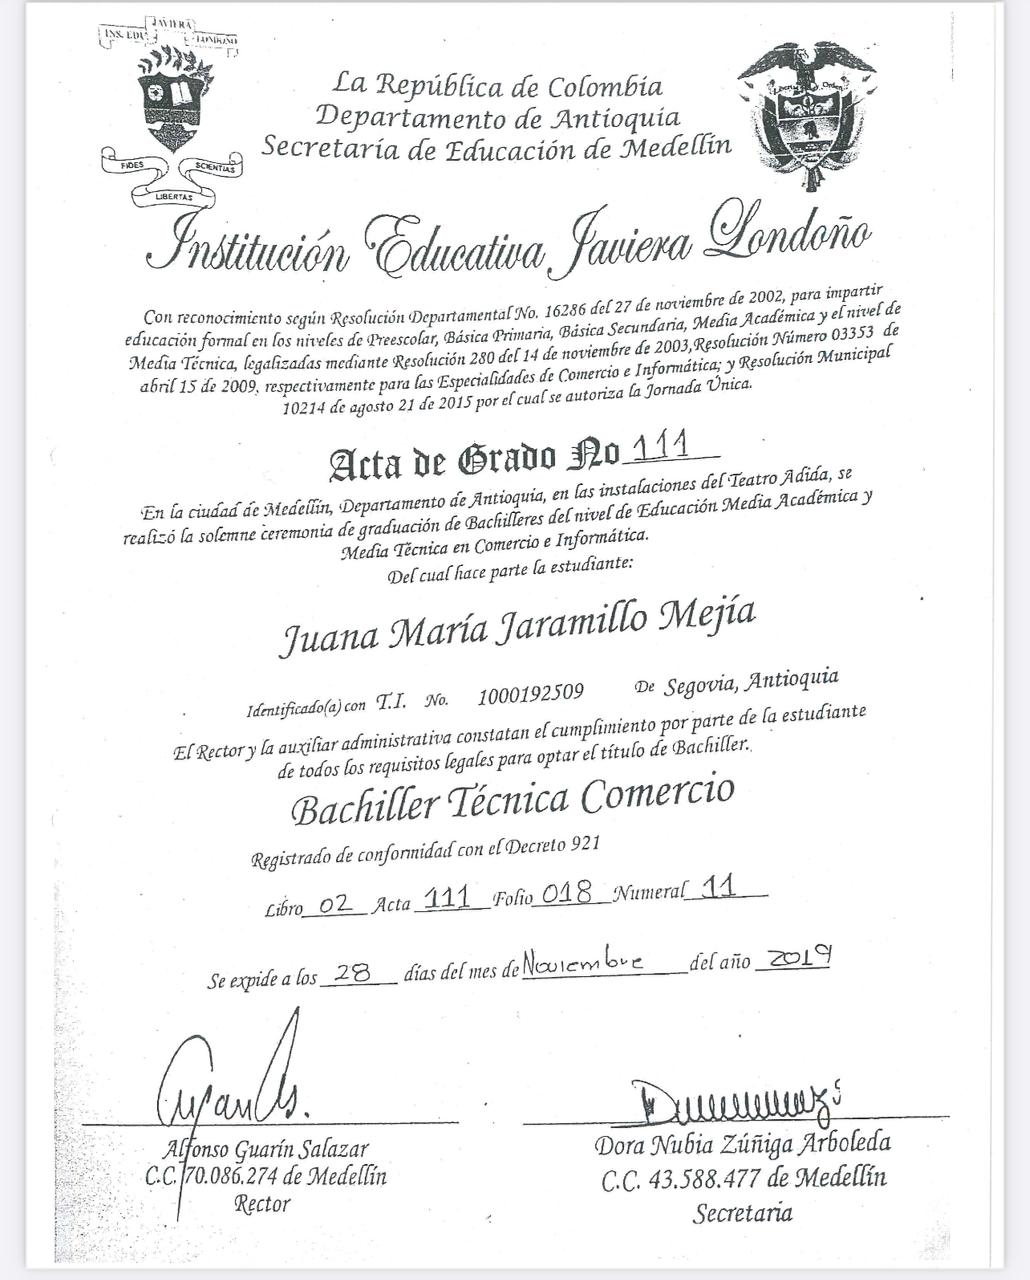 INS. EDU. JAVIERA LONDOÑO
FIDES SCIENTIAS
LIBERTAS
Libertad y Orden
La República de Colombia
Departamento de Antioquia
Secretaría de Educación de Medellín
Institución Educativa Javiera Londoño
Con reconocimiento según Resolución Departamental No. 16286 del 27 de noviembre de 2002, para impartir
educación formal en los niveles de Preescolar, Básica Primaria, Básica Secundaria, Media Académica y el nivel de
Media Técnica, legalizadas mediante Resolución 280 del 14 de noviembre de 2003, Resolución Número 03353 de
abril 15 de 2009, respectivamente para las Especialidades de Comercio e Informática; y Resolución Municipal
10214 de agosto 21 de 2015 por el cual se autoriza la Jornada Única.
Acta de Grado No 111
En la ciudad de Medellín, Departamento de Antioquia, en las instalaciones del Teatro Adida, se
realizó la solemne ceremonia de graduación de Bachilleres del nivel de Educación Media Académica y
Media Técnica en Comercio e Informática.
Del cual hace parte la estudiante:
Juana María Jaramillo Mejía
Identificado(a) con T.I. No. 1000192509 De Segovia, Antioquia
El Rector y la auxiliar administrativa constatan el cumplimiento por parte de la estudiante
de todos los requisitos legales para optar el título de Bachiller.
Bachiller Técnica Comercio
Registrado de conformidad con el Decreto 921
Libro 02 Acta 111 Folio 018 Numeral 11
Se expide a los 28 días del mes de Noviembre del año 2019
Alfonso Guarín Salazar
C.C. 70.086.274 de Medellín
Rector
Dora Nubia Zúñiga Arboleda
C.C. 43.588.477 de Medellín
Secretaria